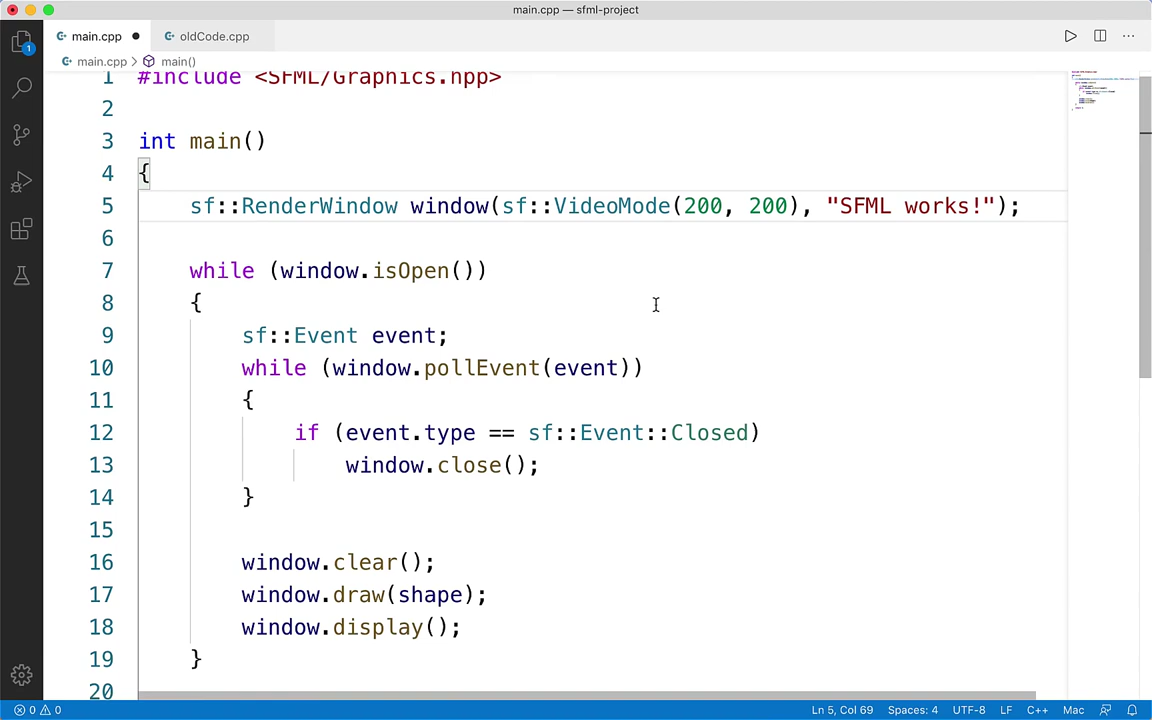 main.cpp — sfml-project
1
main.cpp
oldCode.cpp
main.cpp
main()
1 #include <SFML/Graphics.hpp>
2
3 int main()
4 {
5 sf::RenderWindow window(sf::VideoMode(200, 200), "SFML works!");
6
7 while (window.isOpen())
8 {
9 sf::Event event;
10 while (window.pollEvent(event))
11 {
12 if (event.type == sf::Event::Closed)
13 window.close();
14 }
15
16 window.clear();
17 window.draw(shape);
18 window.display();
19 }
20
0 0 Ln 5, Col 69 Spaces: 4 UTF-8 LF C++ Mac